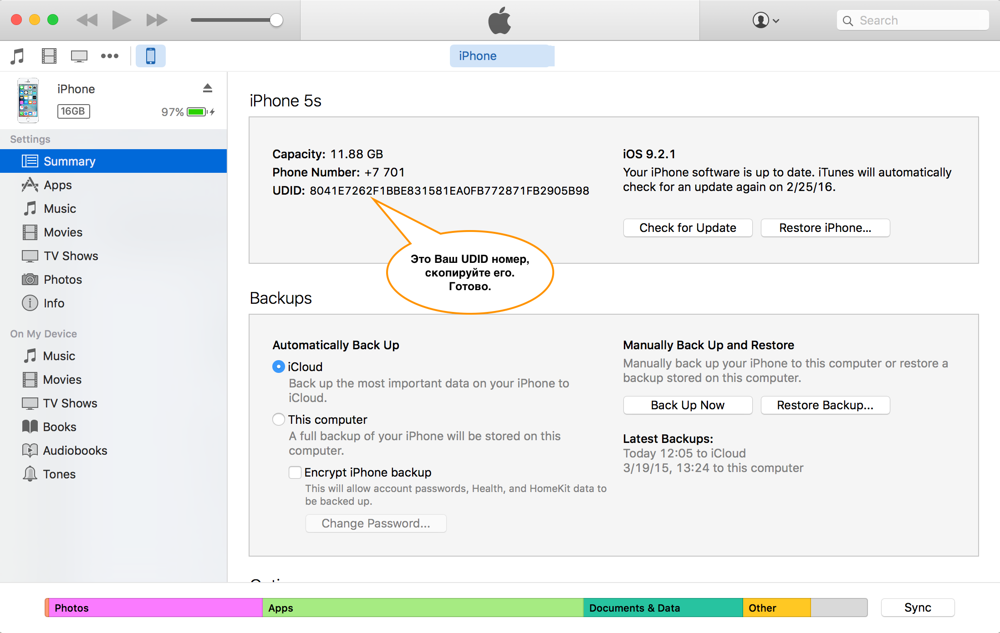 Search
iPhone
iPhone
16GB
97%
Settings
Summary
Apps
Music
Movies
TV Shows
Photos
Info
On My Device
Music
Movies
TV Shows
Books
Audiobooks
Tones
iPhone 5s
Capacity: 11.88 GB
Phone Number: +7 701
UDID: 8041E7262F1BBE831581EA0FB772871FB2905B98
iOS 9.2.1
Your iPhone software is up to date. iTunes will automatically
check for an update again on 2/25/16.
Check for Update
Restore iPhone...
Это Ваш UDID номер,
скопируйте его.
Готово.
Backups
Automatically Back Up
iCloud
Back up the most important data on your iPhone to
iCloud.
This computer
A full backup of your iPhone will be stored on this
computer.
Encrypt iPhone backup
This will allow account passwords, Health, and HomeKit data to
be backed up.
Change Password...
Manually Back Up and Restore
Manually back up your iPhone to this computer or restore a
backup stored on this computer.
Back Up Now
Restore Backup...
Latest Backups:
Today 12:05 to iCloud
3/19/15, 13:24 to this computer
Photos
Apps
Documents & Data
Other
Sync